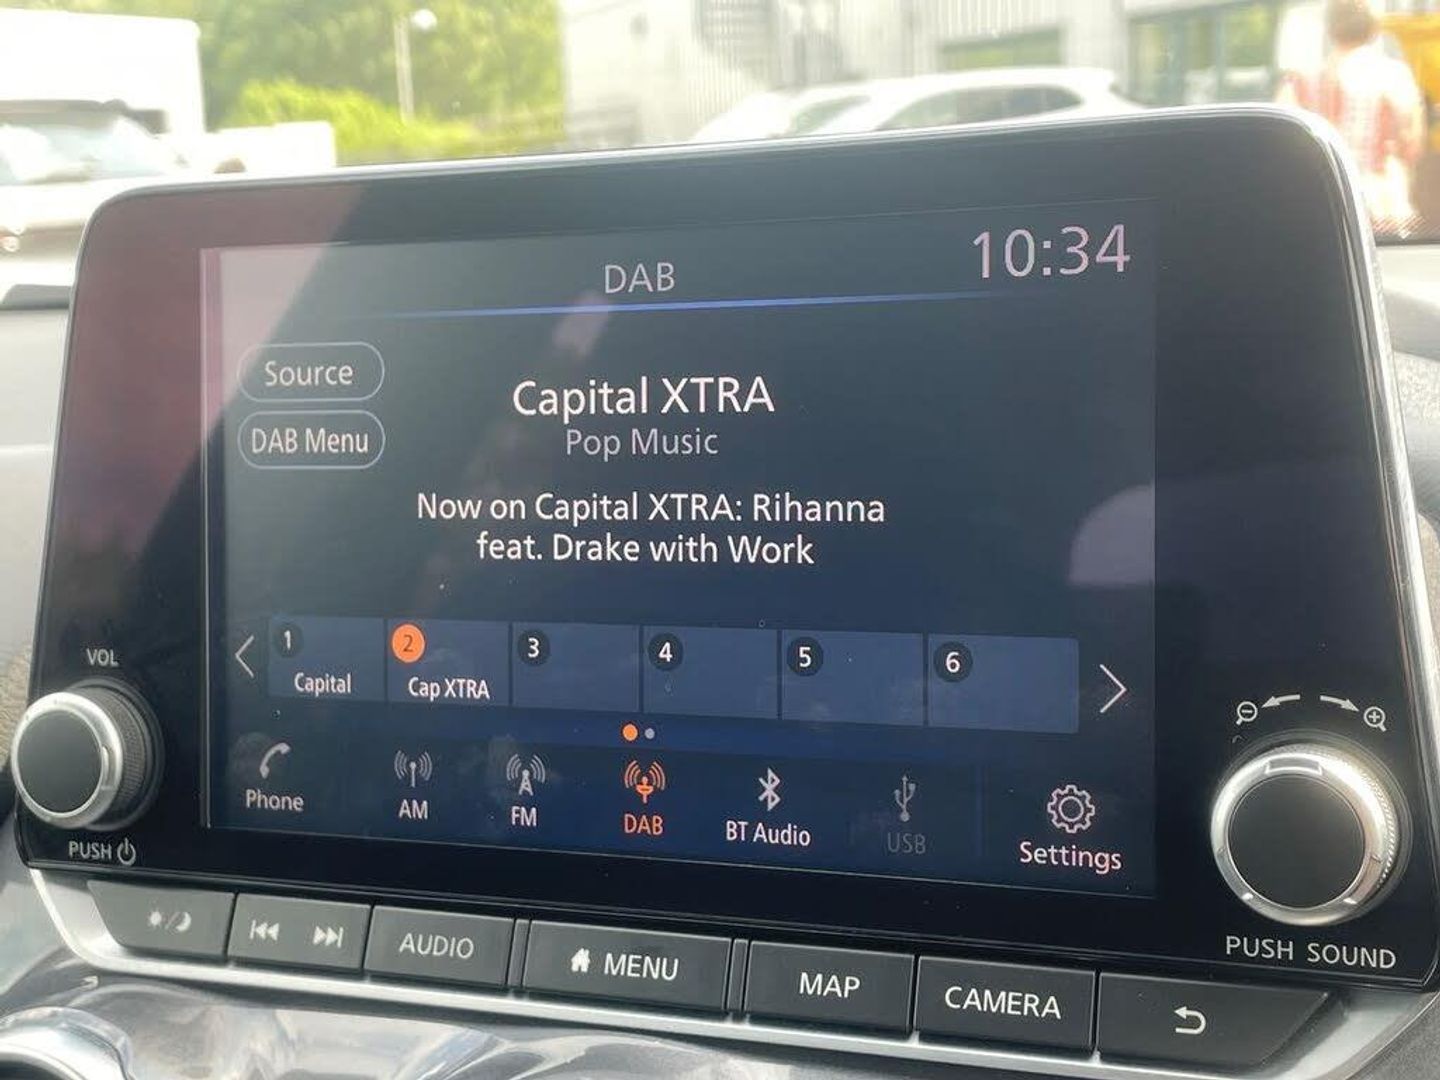 10:34
DAB
Source
DAB Menu
Capital XTRA
Pop Music
Now on Capital XTRA: Rihanna
feat. Drake with Work
1 2 3 4 5 6
Capital Cap XTRA
VOL
PUSH
Phone AM FM DAB BT Audio USB Settings
PUSH SOUND
AUDIO MENU MAP CAMERA